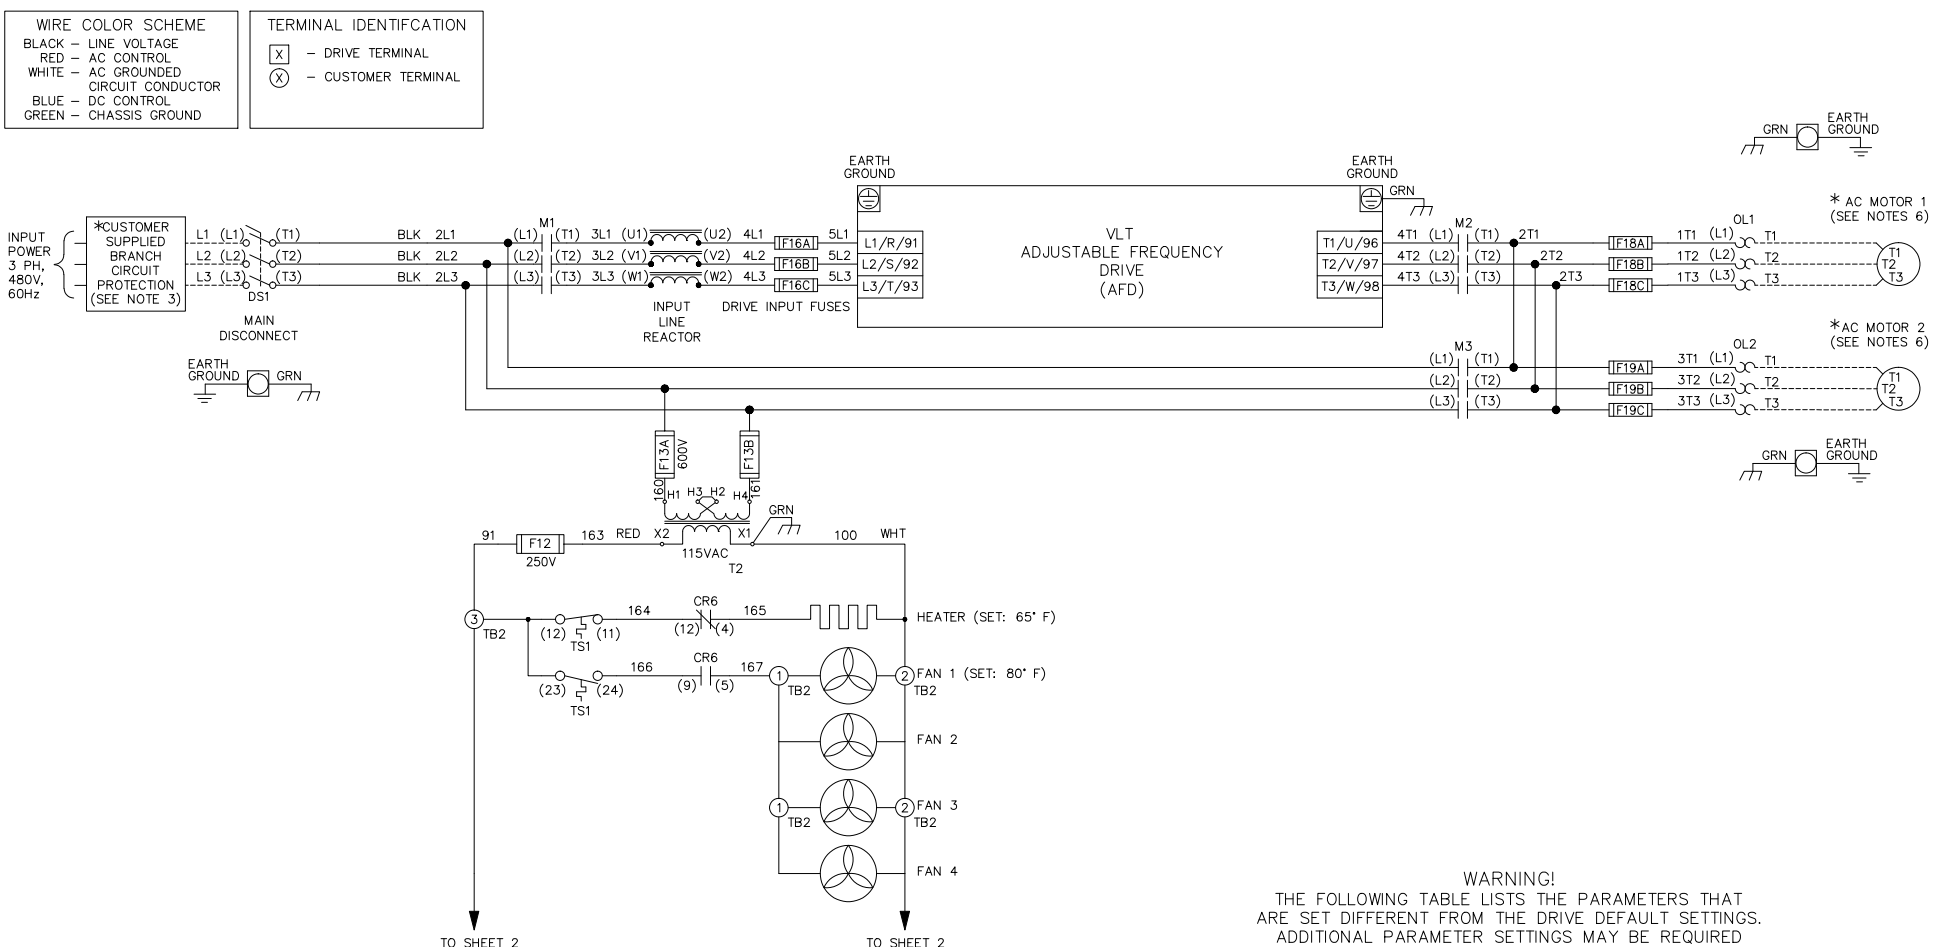 WIRE COLOR SCHEME
BLACK – LINE VOLTAGE
RED – AC CONTROL
WHITE – AC GROUNDED
CIRCUIT CONDUCTOR
BLUE – DC CONTROL
GREEN – CHASSIS GROUND
TERMINAL IDENTIFCATION
X – DRIVE TERMINAL
X – CUSTOMER TERMINAL
GRN
EARTH
GROUND
INPUT
POWER
3 PH,
480V,
60Hz
*CUSTOMER
SUPPLIED
BRANCH
CIRCUIT
PROTECTION
(SEE NOTE 3)
L1 (L1) (T1) BLK 2L1 (L1) M1 (T1) 3L1 (U1) (U2) 4L1 F16A 5L1
L2 (L2) (T2) BLK 2L2 (L2) (T2) 3L2 (V1) (V2) 4L2 F16B 5L2
L3 (L3) (T3) BLK 2L3 (L3) (T3) 3L3 (W1) (W2) 4L3 F16C 5L3
DS1
MAIN
DISCONNECT
INPUT
LINE
REACTOR
DRIVE INPUT FUSES
EARTH
GROUND
EARTH
GROUND
GRN
L1/R/91
L2/S/92
L3/T/93
VLT
ADJUSTABLE FREQUENCY
DRIVE
(AFD)
T1/U/96
T2/V/97
T3/W/98
4T1 (L1) M2 (T1) 2T1 F18A 1T1 (L1) OL1 T1
4T2 (L2) (T2) 2T2 F18B 1T2 (L2) T2
4T3 (L3) (T3) 2T3 F18C 1T3 (L3) T3
* AC MOTOR 1
(SEE NOTES 6)
T1
T2
T3
EARTH
GROUND
GRN
M3
(L1) (T1) F19A 3T1 (L1) OL2 T1
(L2) (T2) F19B 3T2 (L2) T2
(L3) (T3) F19C 3T3 (L3) T3
*AC MOTOR 2
(SEE NOTES 6)
T1
T2
T3
GRN
EARTH
GROUND
F13A
600V
F13B
160
161
H1 H3 H2 H4
GRN
91 F12 163 RED X2 X1 100 WHT
250V
115VAC
T2
3
TB2
(12) (11)
TS1
164
CR6
(12) (4)
165
HEATER (SET: 65° F)
(23) (24)
TS1
166
CR6
(9) (5)
167
1
TB2
2
TB2
FAN 1 (SET: 80° F)
FAN 2
1
TB2
2
TB2
FAN 3
FAN 4
TO SHEET 2
TO SHEET 2
WARNING!
THE FOLLOWING TABLE LISTS THE PARAMETERS THAT
ARE SET DIFFERENT FROM THE DRIVE DEFAULT SETTINGS.
ADDITIONAL PARAMETER SETTINGS MAY BE REQUIRED